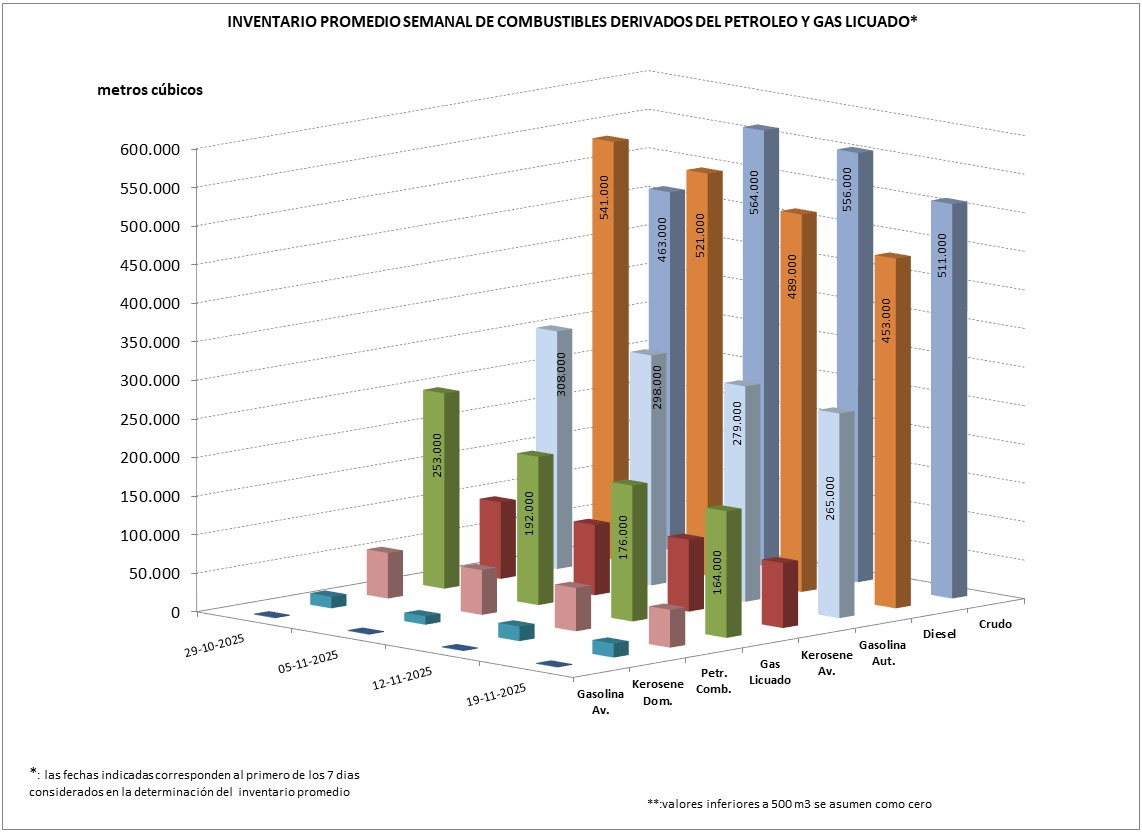 INVENTARIO PROMEDIO SEMANAL DE COMBUSTIBLES DERIVADOS DEL PETROLEO Y GAS LICUADO*
metros cúbicos
600.000
550.000
500.000
450.000
400.000
350.000
300.000
250.000
200.000
150.000
100.000
50.000
0
541.000
463.000
521.000
564.000
489.000
556.000
453.000
511.000
308.000
298.000
279.000
265.000
253.000
192.000
176.000
164.000
29-10-2025
05-11-2025
12-11-2025
19-11-2025
Gasolina
Av.
Kerosene
Dom.
Petr.
Comb.
Gas
Licuado
Kerosene
Av.
Gasolina
Aut.
Diesel
Crudo
*: las fechas indicadas corresponden al primero de los 7 dias
considerados en la determinación del inventario promedio
**:valores inferiores a 500 m3 se asumen como cero